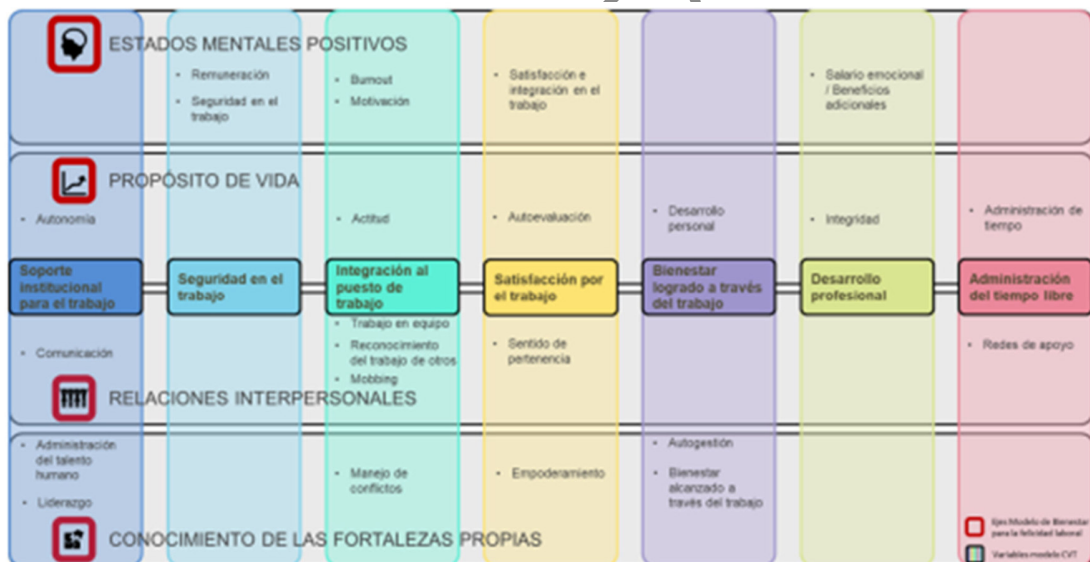 ESTADOS MENTALES POSITIVOS
• Remuneración
• Seguridad en el
trabajo
• Burnout
• Motivación
• Satisfacción e
integración en el
trabajo
• Salario emocional
/ Beneficios
adicionales
PROPÓSITO DE VIDA
• Autonomía
• Actitud
• Autoevaluación
• Desarrollo
personal
• Integridad
• Administración de
tiempo
Soporte
institucional
para el trabajo
Seguridad en el
trabajo
Integración al
puesto de
trabajo
Satisfacción por
el trabajo
Bienestar
logrado a través
del trabajo
Desarrollo
profesional
Administración
del tiempo libre
• Comunicación
• Trabajo en equipo
• Reconocimiento
del trabajo de otros
• Mobbing
• Sentido de
pertenencia
• Redes de apoyo
RELACIONES INTERPERSONALES
• Administración
del talento
humano
• Liderazgo
• Manejo de
conflictos
• Empoderamiento
• Autogestión
• Bienestar
alcanzado a
través del trabajo
CONOCIMIENTO DE LAS FORTALEZAS PROPIAS
Ejes Modelo de Bienestar
para la felicidad laboral
Variables modelo CVT